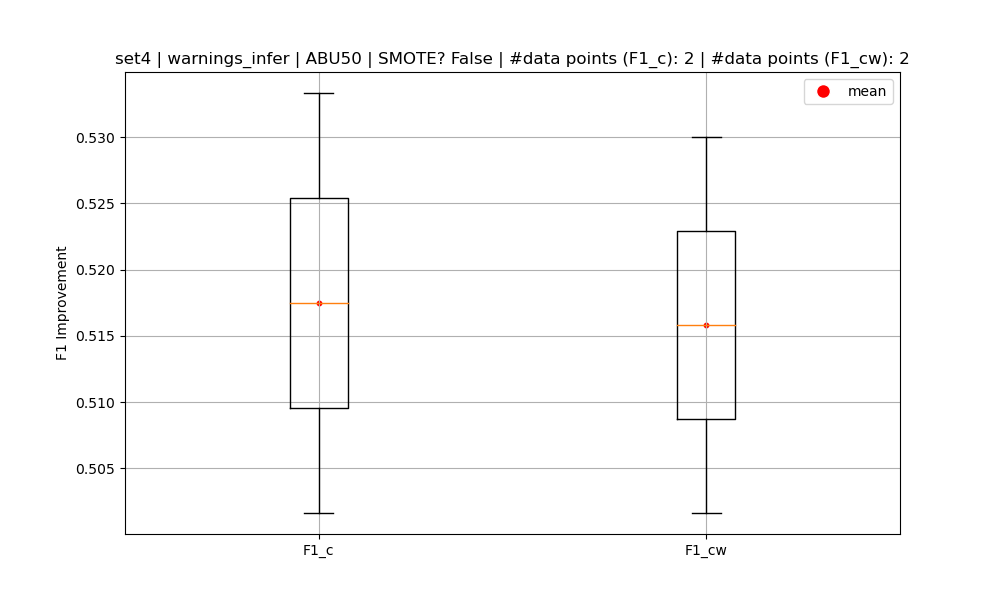 set4 | warnings_infer | ABU50 | SMOTE? False | #data points (F1_c): 2 | #data points (F1_cw): 2
mean
0.530
0.525
0.520
0.515
0.510
0.505
F1 Improvement
F1_c
F1_cw